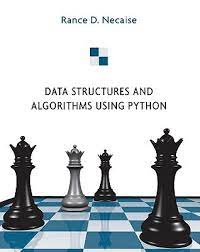 Rance D. Necaise
DATA STRUCTURES AND
ALGORITHMS USING PYTHON